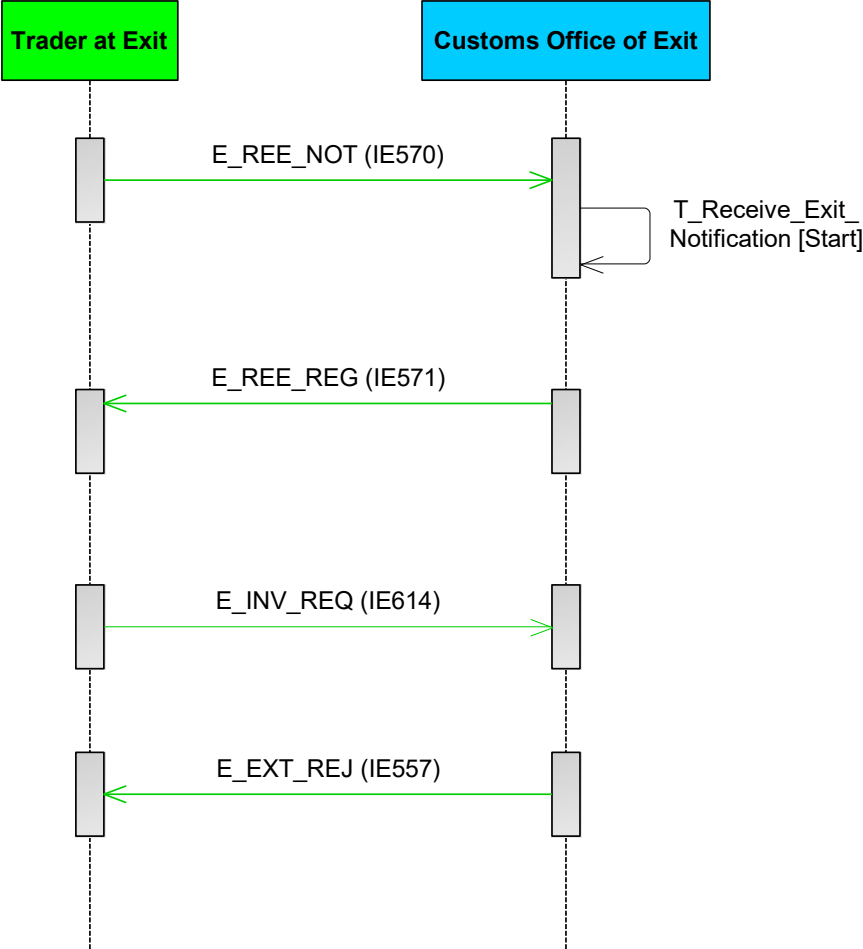 Trader at Exit
Customs Office of Exit
E_REE_NOT (IE570)
T_Receive_Exit_
Notification [Start]
E_REE_REG (IE571)
E_INV_REQ (IE614)
E_EXT_REJ (IE557)